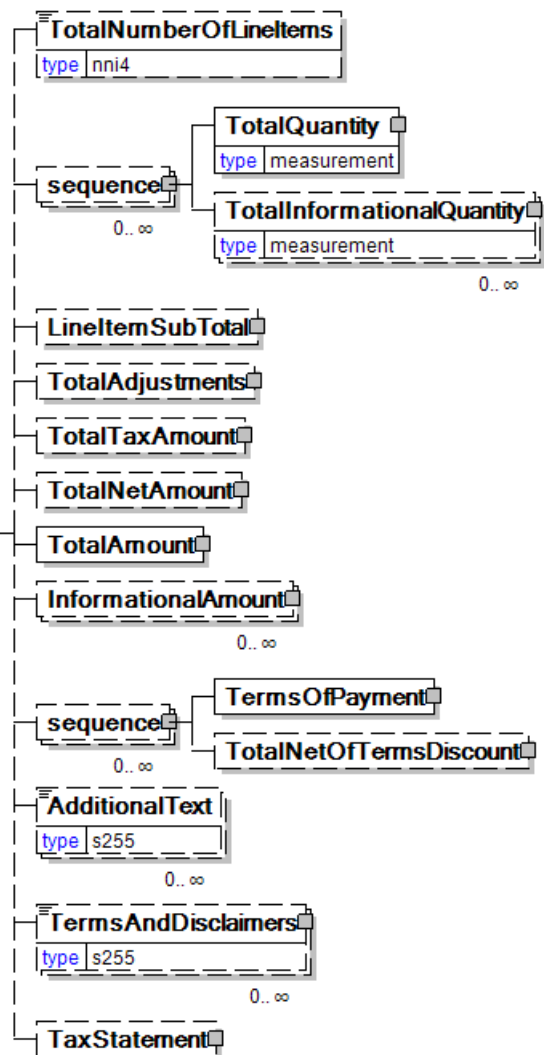 TotalNumberOfLineItems
type nni4
TotalQuantity
type measurement
sequence
0.. ∞
TotalInformationalQuantity
type measurement
0.. ∞
LineItemSubTotal
TotalAdjustments
TotalTaxAmount
TotalNetAmount
TotalAmount
InformationalAmount
0.. ∞
TermsOfPayment
sequence
0.. ∞
TotalNetOfTermsDiscount
AdditionalText
type s255
0.. ∞
TermsAndDisclaimers
type s255
0.. ∞
TaxStatement